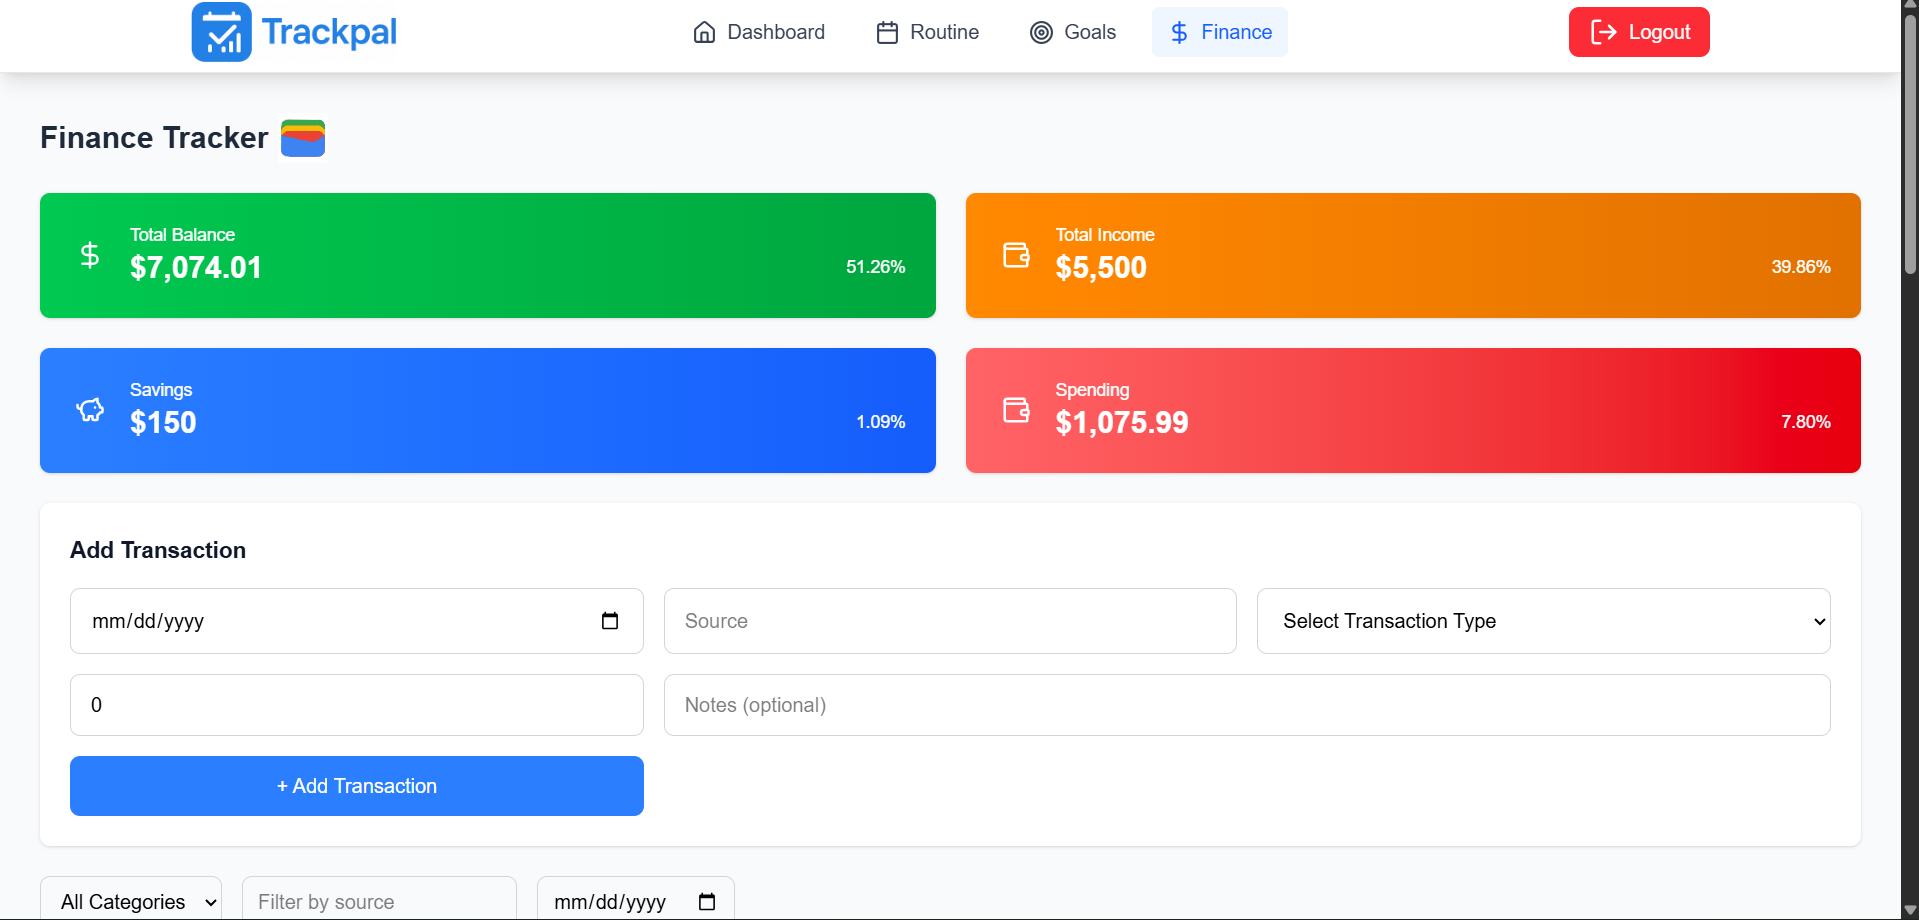 Trackpal
Dashboard
Routine
Goals
Finance
Logout
Finance Tracker
Total Balance
$7,074.01
51.26%
Total Income
$5,500
39.86%
Savings
$150
1.09%
Spending
$1,075.99
7.80%
Add Transaction
mm/dd/yyyy
Source
Select Transaction Type
0
Notes (optional)
+ Add Transaction
All Categories
Filter by source
mm/dd/yyyy